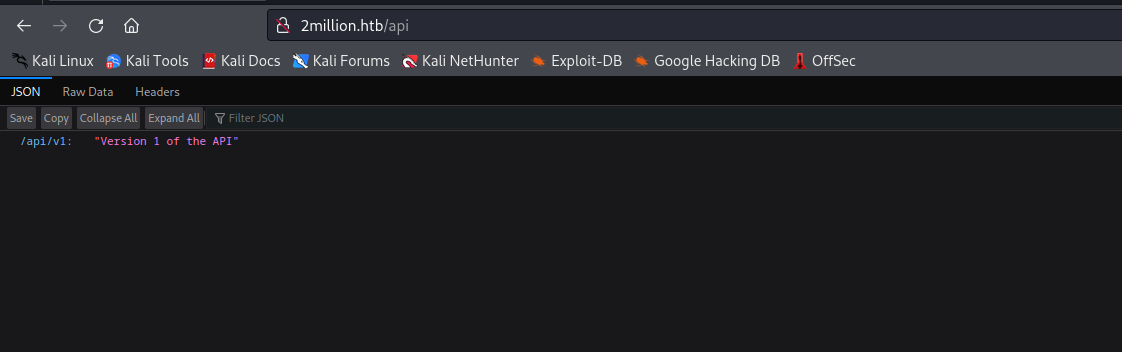 2million.htb/api
Kali Linux Kali Tools Kali Docs Kali Forums Kali NetHunter Exploit-DB Google Hacking DB OffSec
JSON Raw Data Headers
Save Copy Collapse All Expand All Filter JSON
/api/v1: "Version 1 of the API"